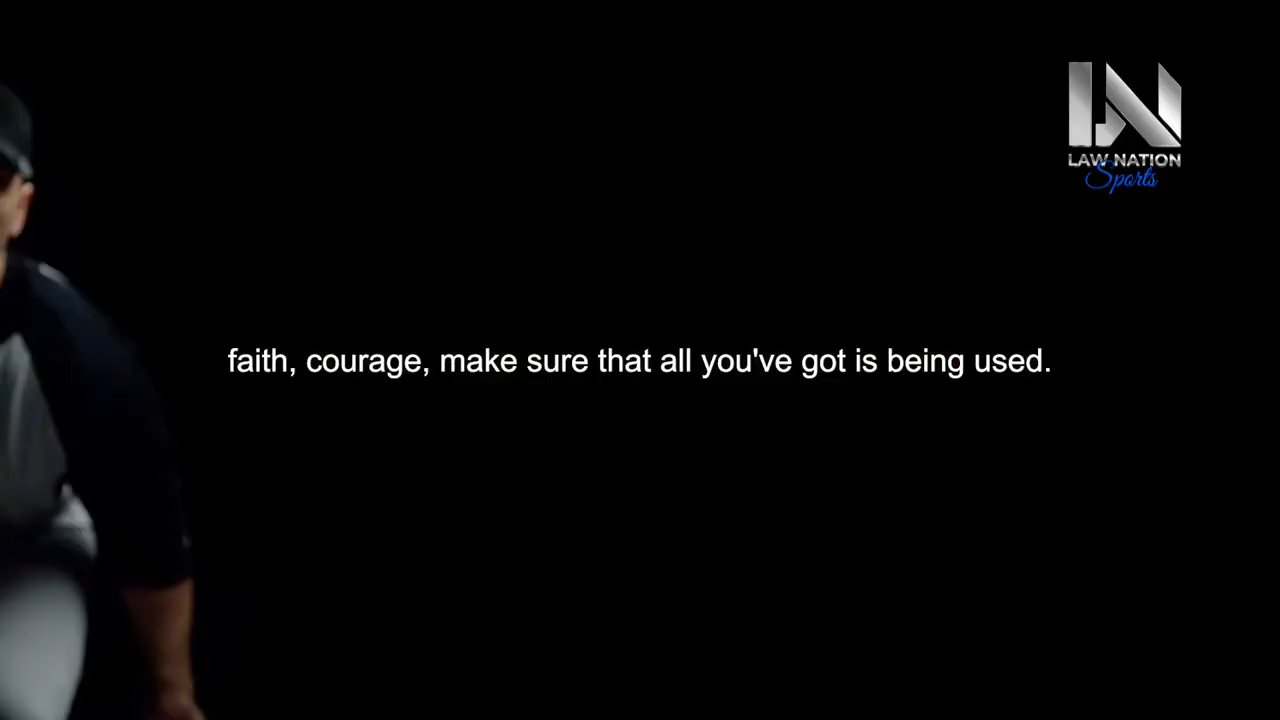 LAW NATION
Sports
faith, courage, make sure that all you've got is being used.